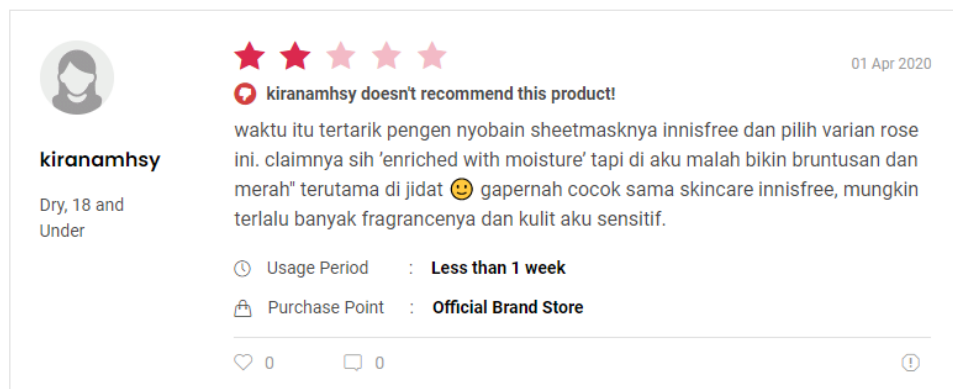 01 Apr 2020
kiranamhsy doesn't recommend this product!
kiranamhsy
Dry, 18 and
Under
waktu itu tertarik pengen nyobain sheetmasknya innisfree dan pilih varian rose
ini. claimnya sih 'enriched with moisture' tapi di aku malah bikin bruntusan dan
merah" terutama di jidat 🙂 gapernah cocok sama skincare innisfree, mungkin
terlalu banyak fragrancenya dan kulit aku sensitif.
Usage Period : Less than 1 week
Purchase Point : Official Brand Store
0 0